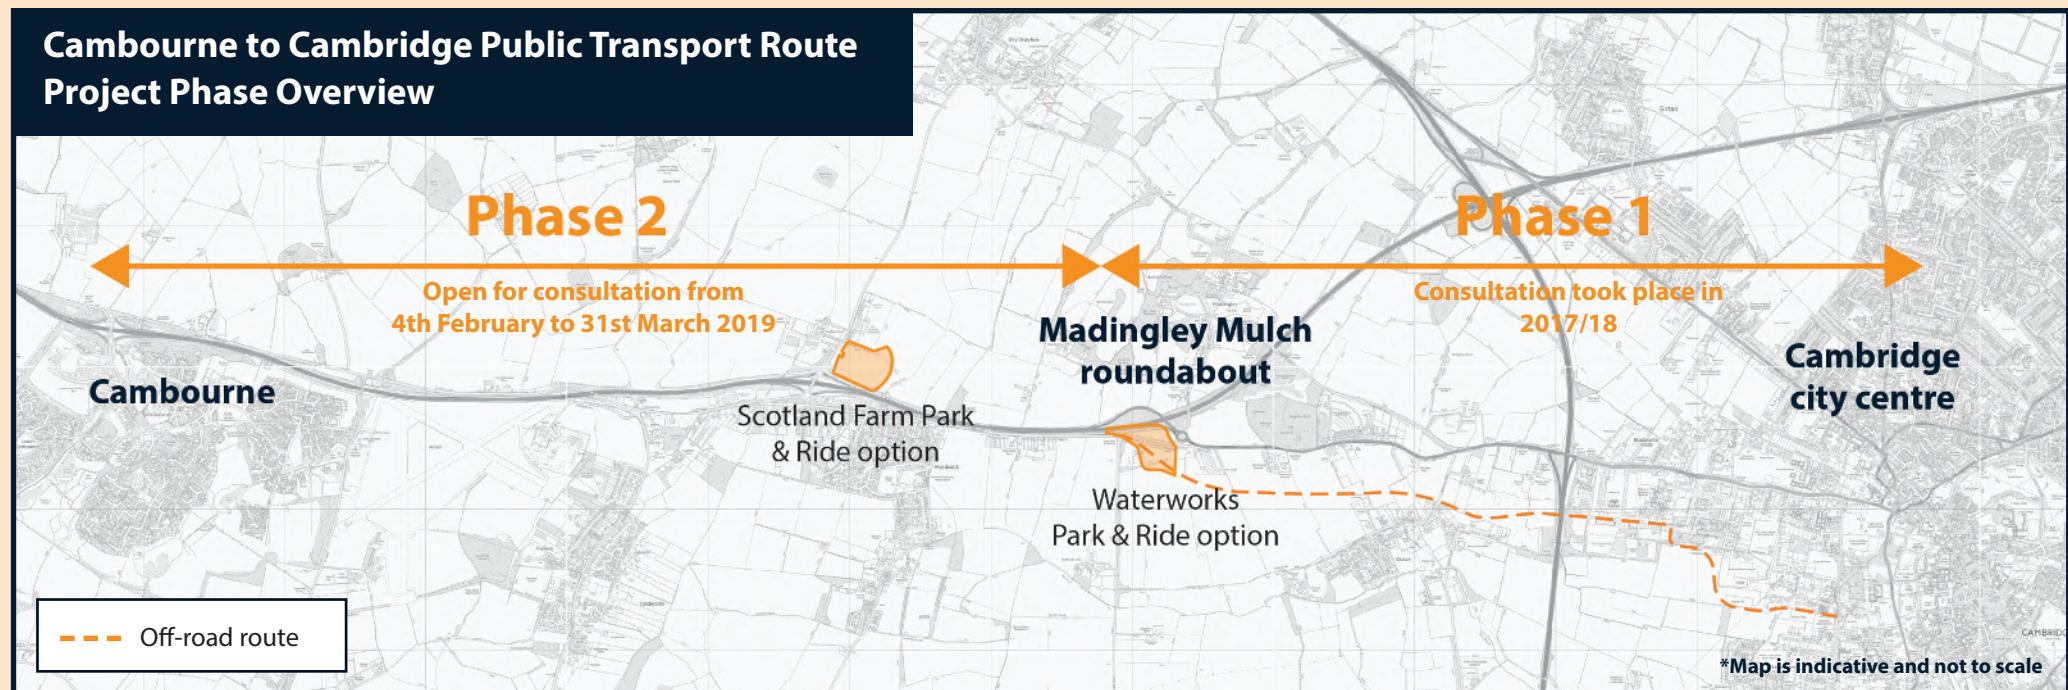 Cambourne to Cambridge Public Transport Route
Project Phase Overview
Phase 2
Open for consultation from
4th February to 31st March 2019
Phase 1
Consultation took place in
2017/18
Madingley Mulch
roundabout
Cambridge
city centre
Cambourne
Scotland Farm Park
& Ride option
Waterworks
Park & Ride option
Girton
Off-road route
*Map is indicative and not to scale